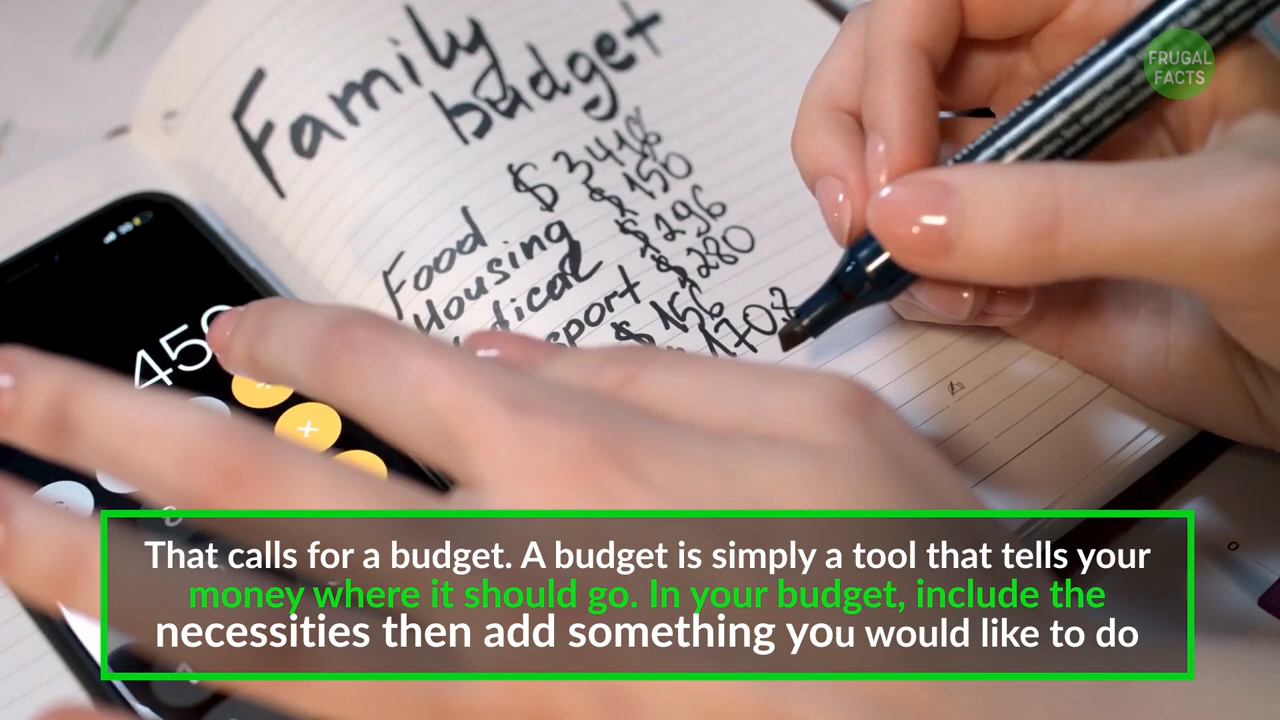 FRUGAL
FACTS
Family
budget
Food $ 3418
Housing $ 150
$ 296
$ 280
$ 156
1708
450
+
That calls for a budget. A budget is simply a tool that tells your
money where it should go. In your budget, include the
necessities then add something you would like to do